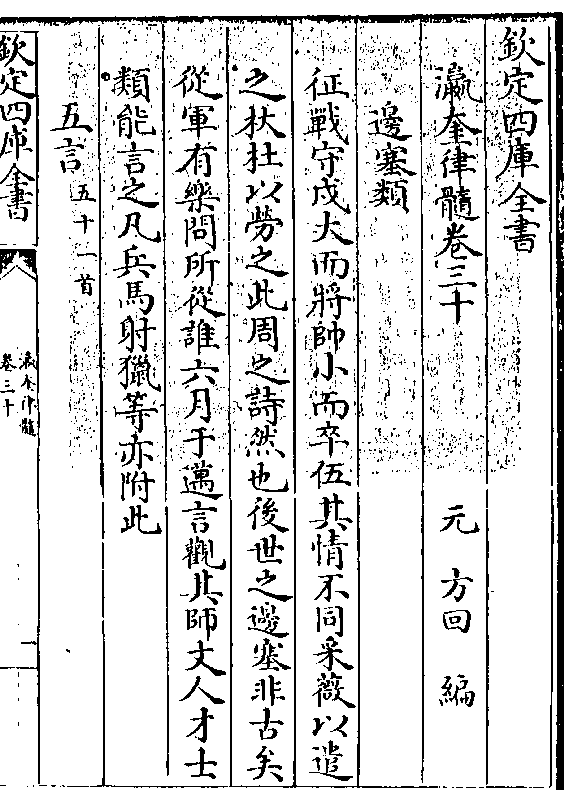 欽定四庫全書
瀛奎律髓卷三十
元 方回 編
邊塞類
征戰守戍大而將帥小而卒伍其情不同采薇以遣
之杕杜以勞之此周之詩然也後世之邊塞非古矣
從軍有樂問所從誰六月于邁言觀其師文人才士
類能言之凡兵馬射獵等亦附此
五言五十一首
欽定四庫全書
瀛奎律髓
卷三十
一